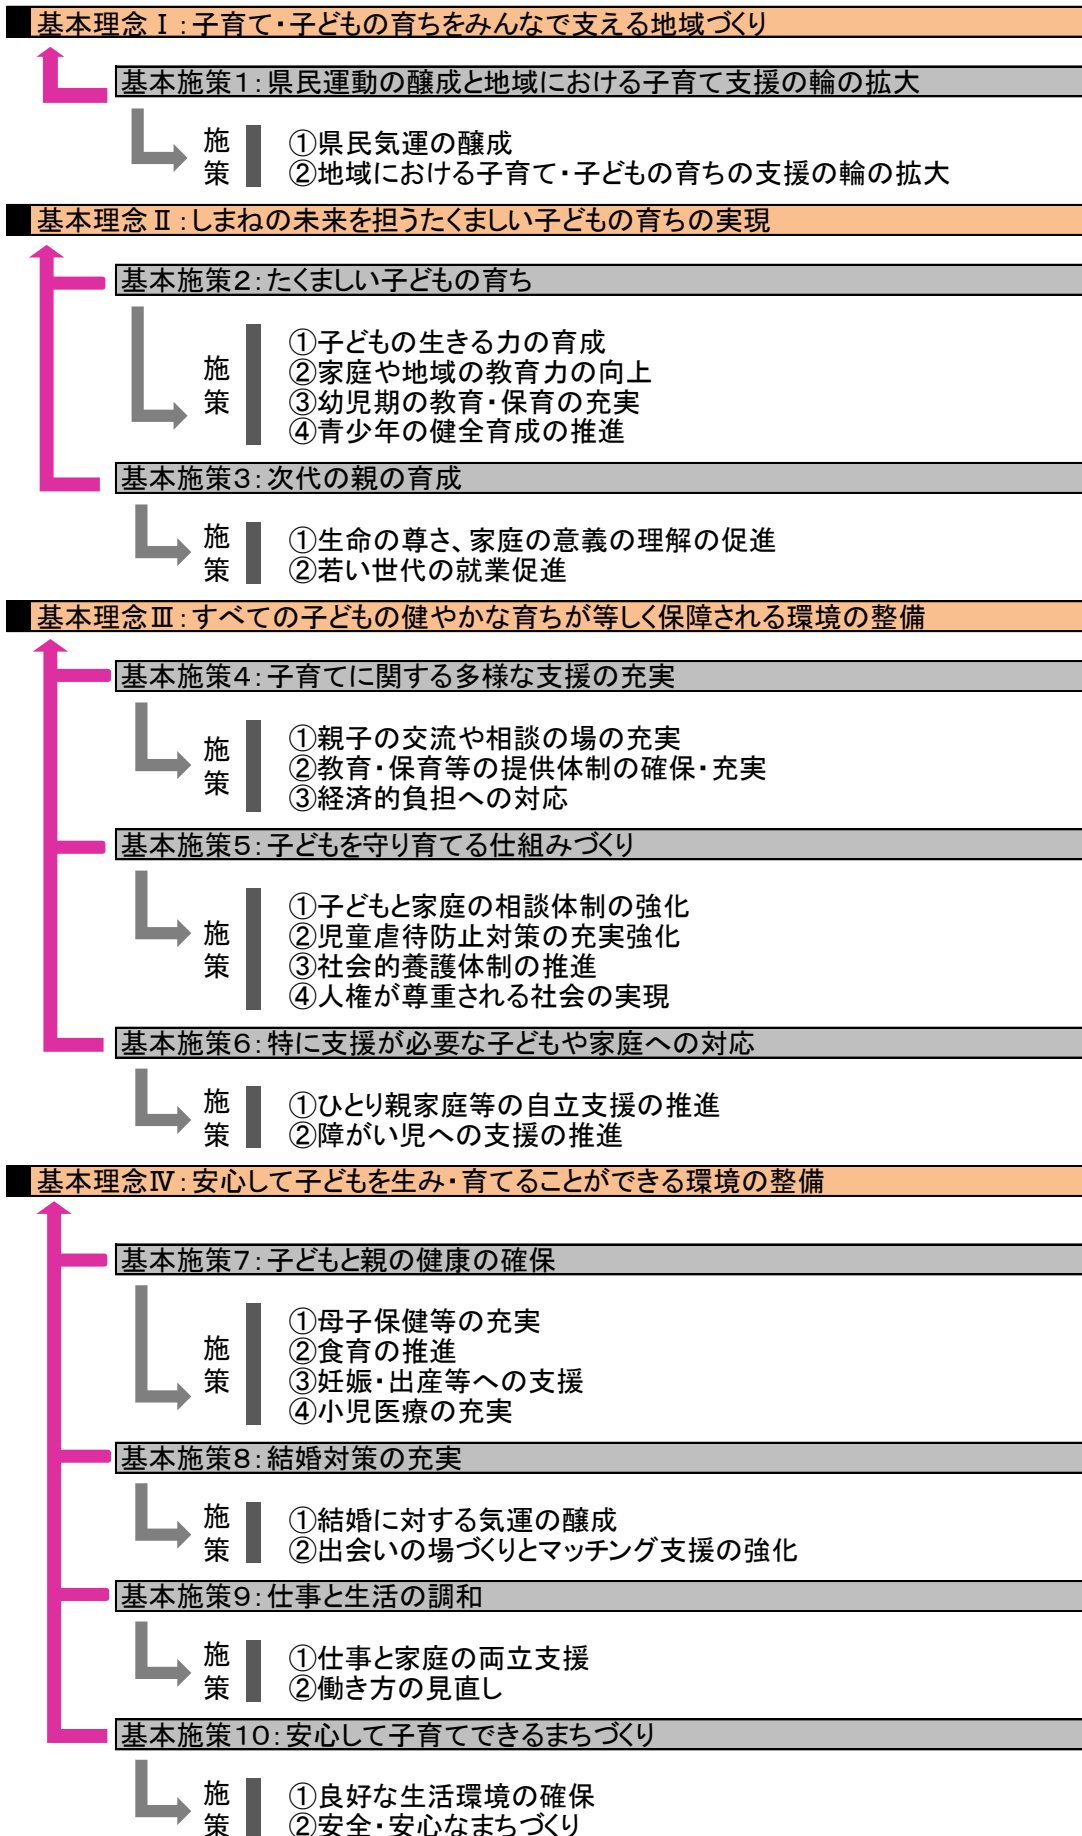 基本理念Ⅰ:子育て・子どもの育ちをみんなで支える地域づくり
基本施策1:県民運動の醸成と地域における子育て支援の輪の拡大
施策
①県民気運の醸成
②地域における子育て・子どもの育ちの支援の輪の拡大
基本理念Ⅱ:しまねの未来を担うたくましい子どもの育ちの実現
基本施策2:たくましい子どもの育ち
施策
①子どもの生きる力の育成
②家庭や地域の教育力の向上
③幼児期の教育・保育の充実
④青少年の健全育成の推進
基本施策3:次代の親の育成
施策
①生命の尊さ、家庭の意義の理解の促進
②若い世代の就業促進
基本理念Ⅲ:すべての子どもの健やかな育ちが等しく保障される環境の整備
基本施策4:子育てに関する多様な支援の充実
施策
①親子の交流や相談の場の充実
②教育・保育等の提供体制の確保・充実
③経済的負担への対応
基本施策5:子どもを守り育てる仕組みづくり
施策
①子どもと家庭の相談体制の強化
②児童虐待防止対策の充実強化
③社会的養護体制の推進
④人権が尊重される社会の実現
基本施策6:特に支援が必要な子どもや家庭への対応
施策
①ひとり親家庭等の自立支援の推進
②障がい児への支援の推進
基本理念Ⅳ:安心して子どもを生み・育てることができる環境の整備
基本施策7:子どもと親の健康の確保
施策
①母子保健等の充実
②食育の推進
③妊娠・出産等への支援
④小児医療の充実
基本施策8:結婚対策の充実
施策
①結婚に対する気運の醸成
②出会いの場づくりとマッチング支援の強化
基本施策9:仕事と生活の調和
施策
①仕事と家庭の両立支援
②働き方の見直し
基本施策10:安心して子育てできるまちづくり
施策
①良好な生活環境の確保
②安全・安心なまちづくり